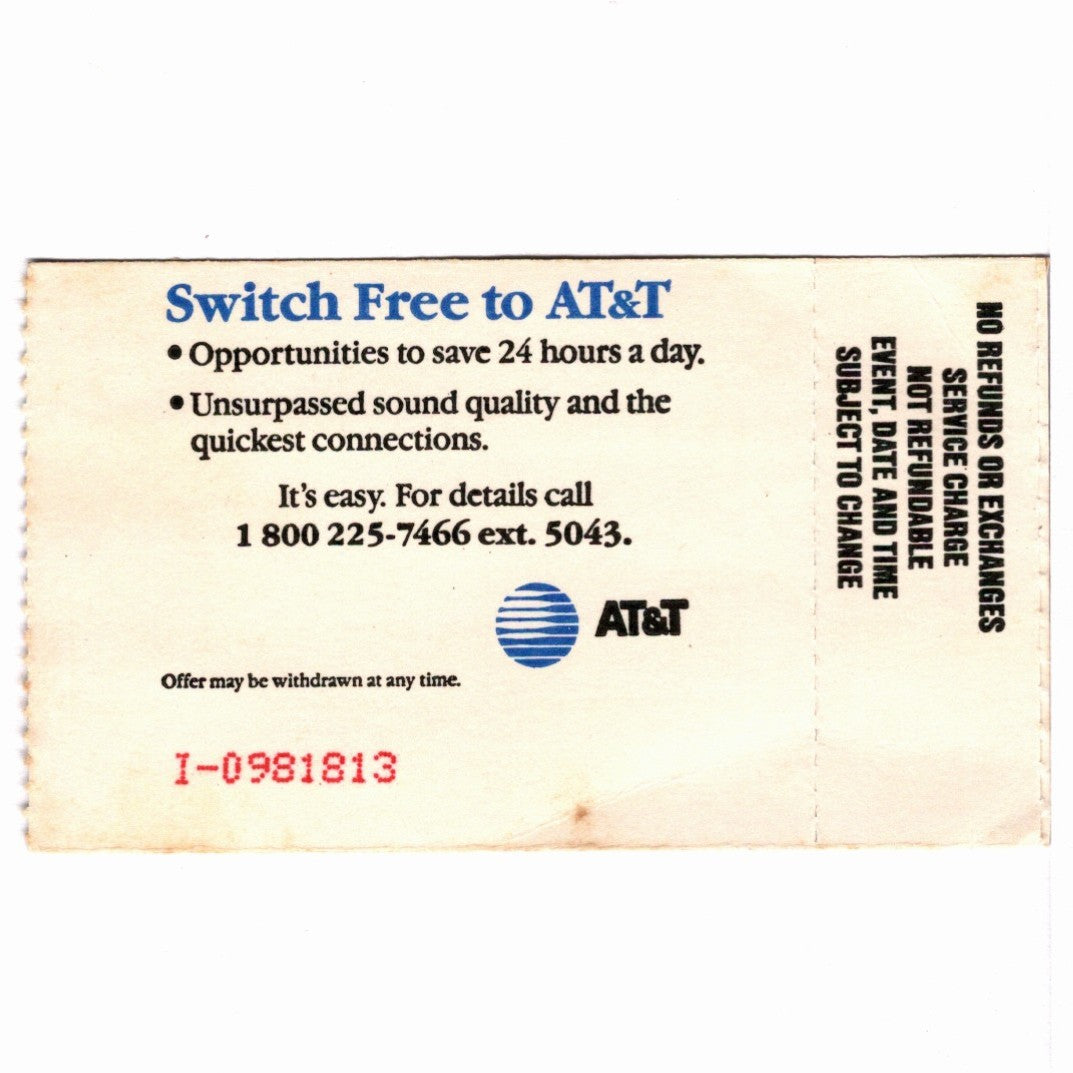 Switch Free to AT&T
• Opportunities to save 24 hours a day.
• Unsurpassed sound quality and the
quickest connections.
It's easy. For details call
1 800 225-7466 ext. 5043.
AT&T
Offer may be withdrawn at any time.
I-0981813
NO REFUNDS OR EXCHANGES
SERVICE CHARGE
NOT REFUNDABLE
EVENT, DATE AND TIME
SUBJECT TO CHANGE